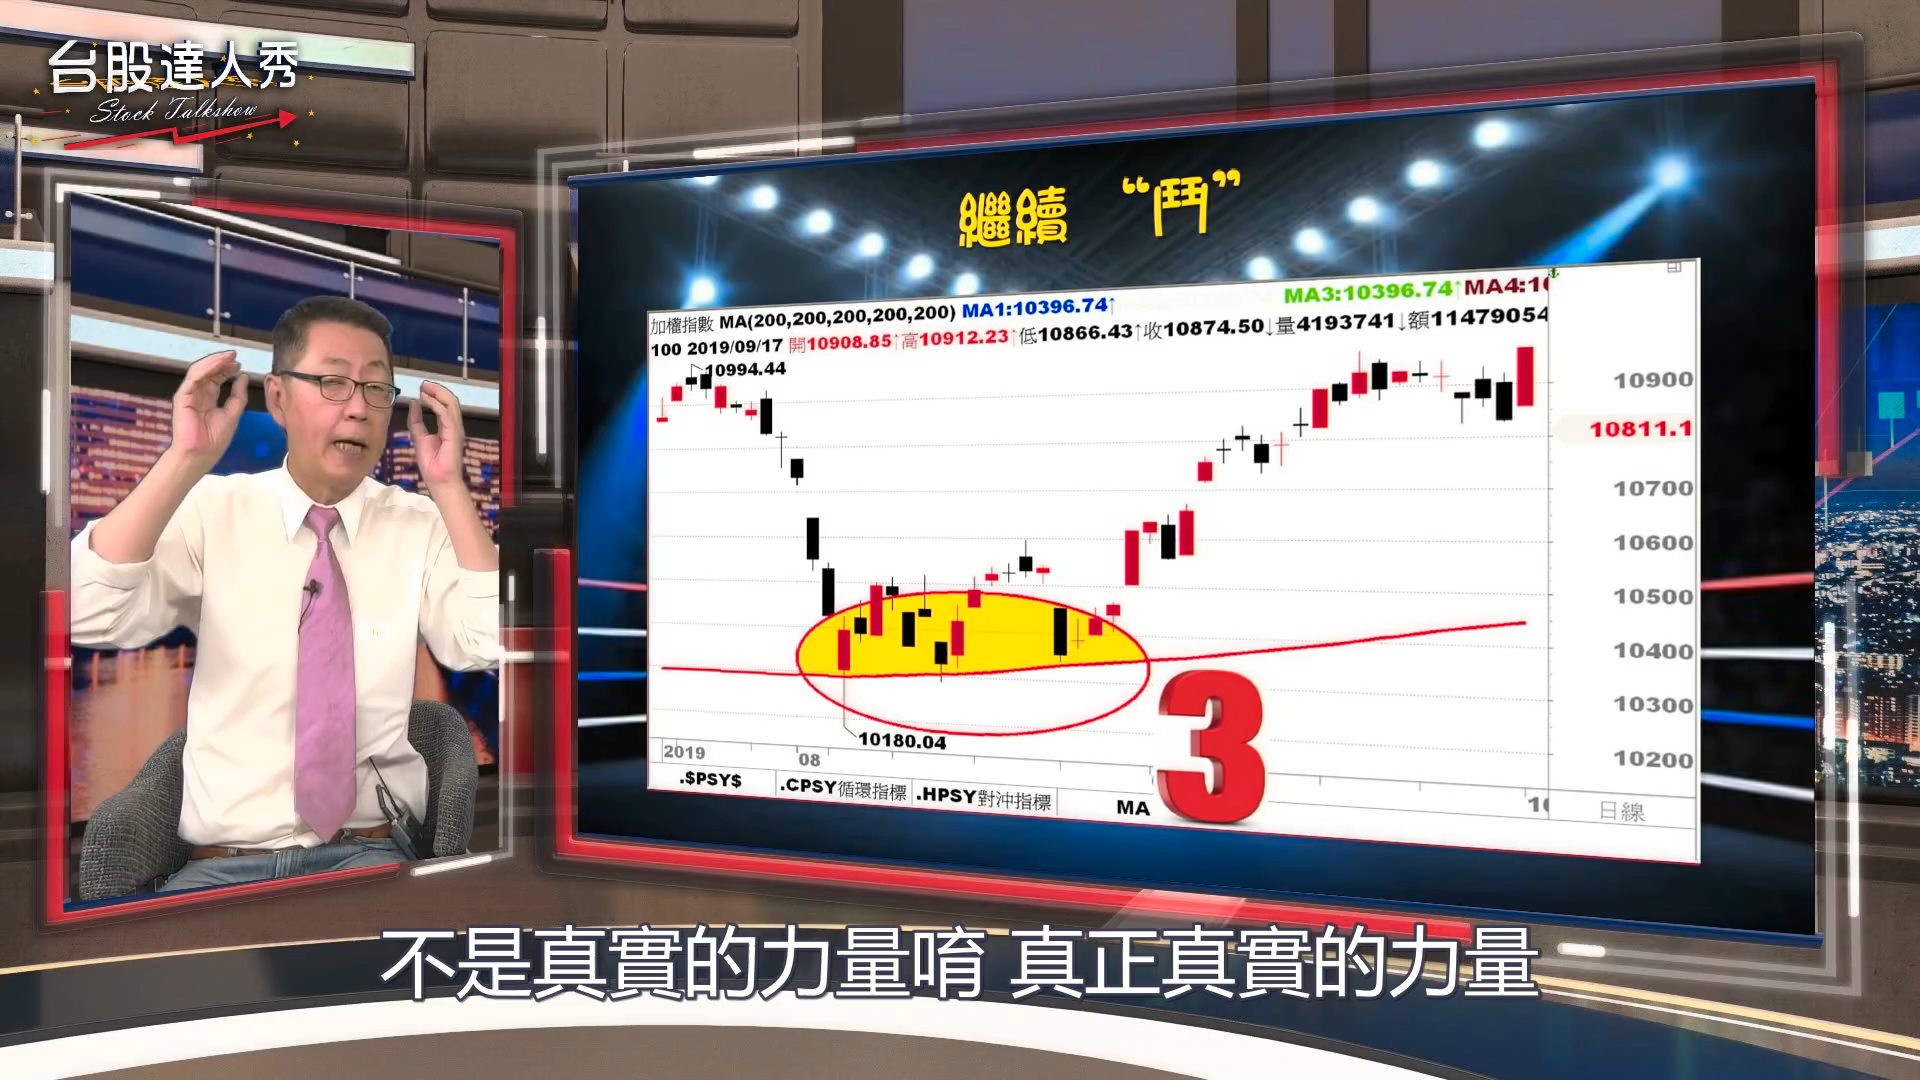 台股達人秀
Stock Talkshow
繼續 “鬥”
加權指數 MA(200,200,200,200,200) MA1:10396.74↑ MA3:10396.74↑ MA4:10
100 2019/09/17 開10908.85↑高10912.23↑低10866.43↑收10874.50↓量4193741↓額11479054
10994.44
10900
10811.1
10700
10600
10500
10400
10300
10200
10180.04
2019 08 10 日線
.$PSY$ .CPSY循環指標 .HPSY對沖指標 MA
3
不是真實的力量唷 真正真實的力量